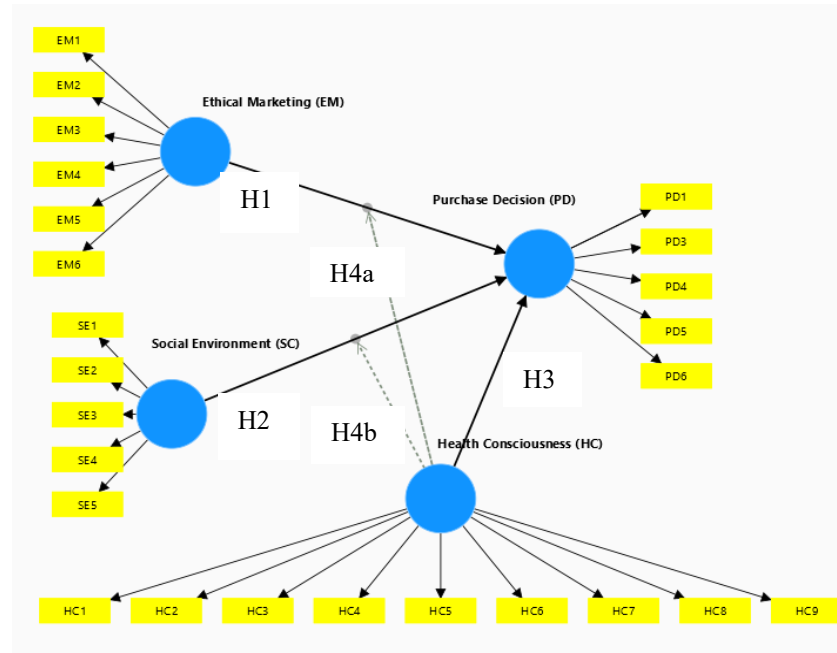 EM1
EM2
EM3
EM4
EM5
EM6
Ethical Marketing (EM)
H1
Purchase Decision (PD)
PD1
PD3
PD4
PD5
PD6
H4a
SE1
SE2
SE3
SE4
SE5
Social Environment (SC)
H2
H4b
H3
Health Consciousness (HC)
HC1
HC2
HC3
HC4
HC5
HC6
HC7
HC8
HC9